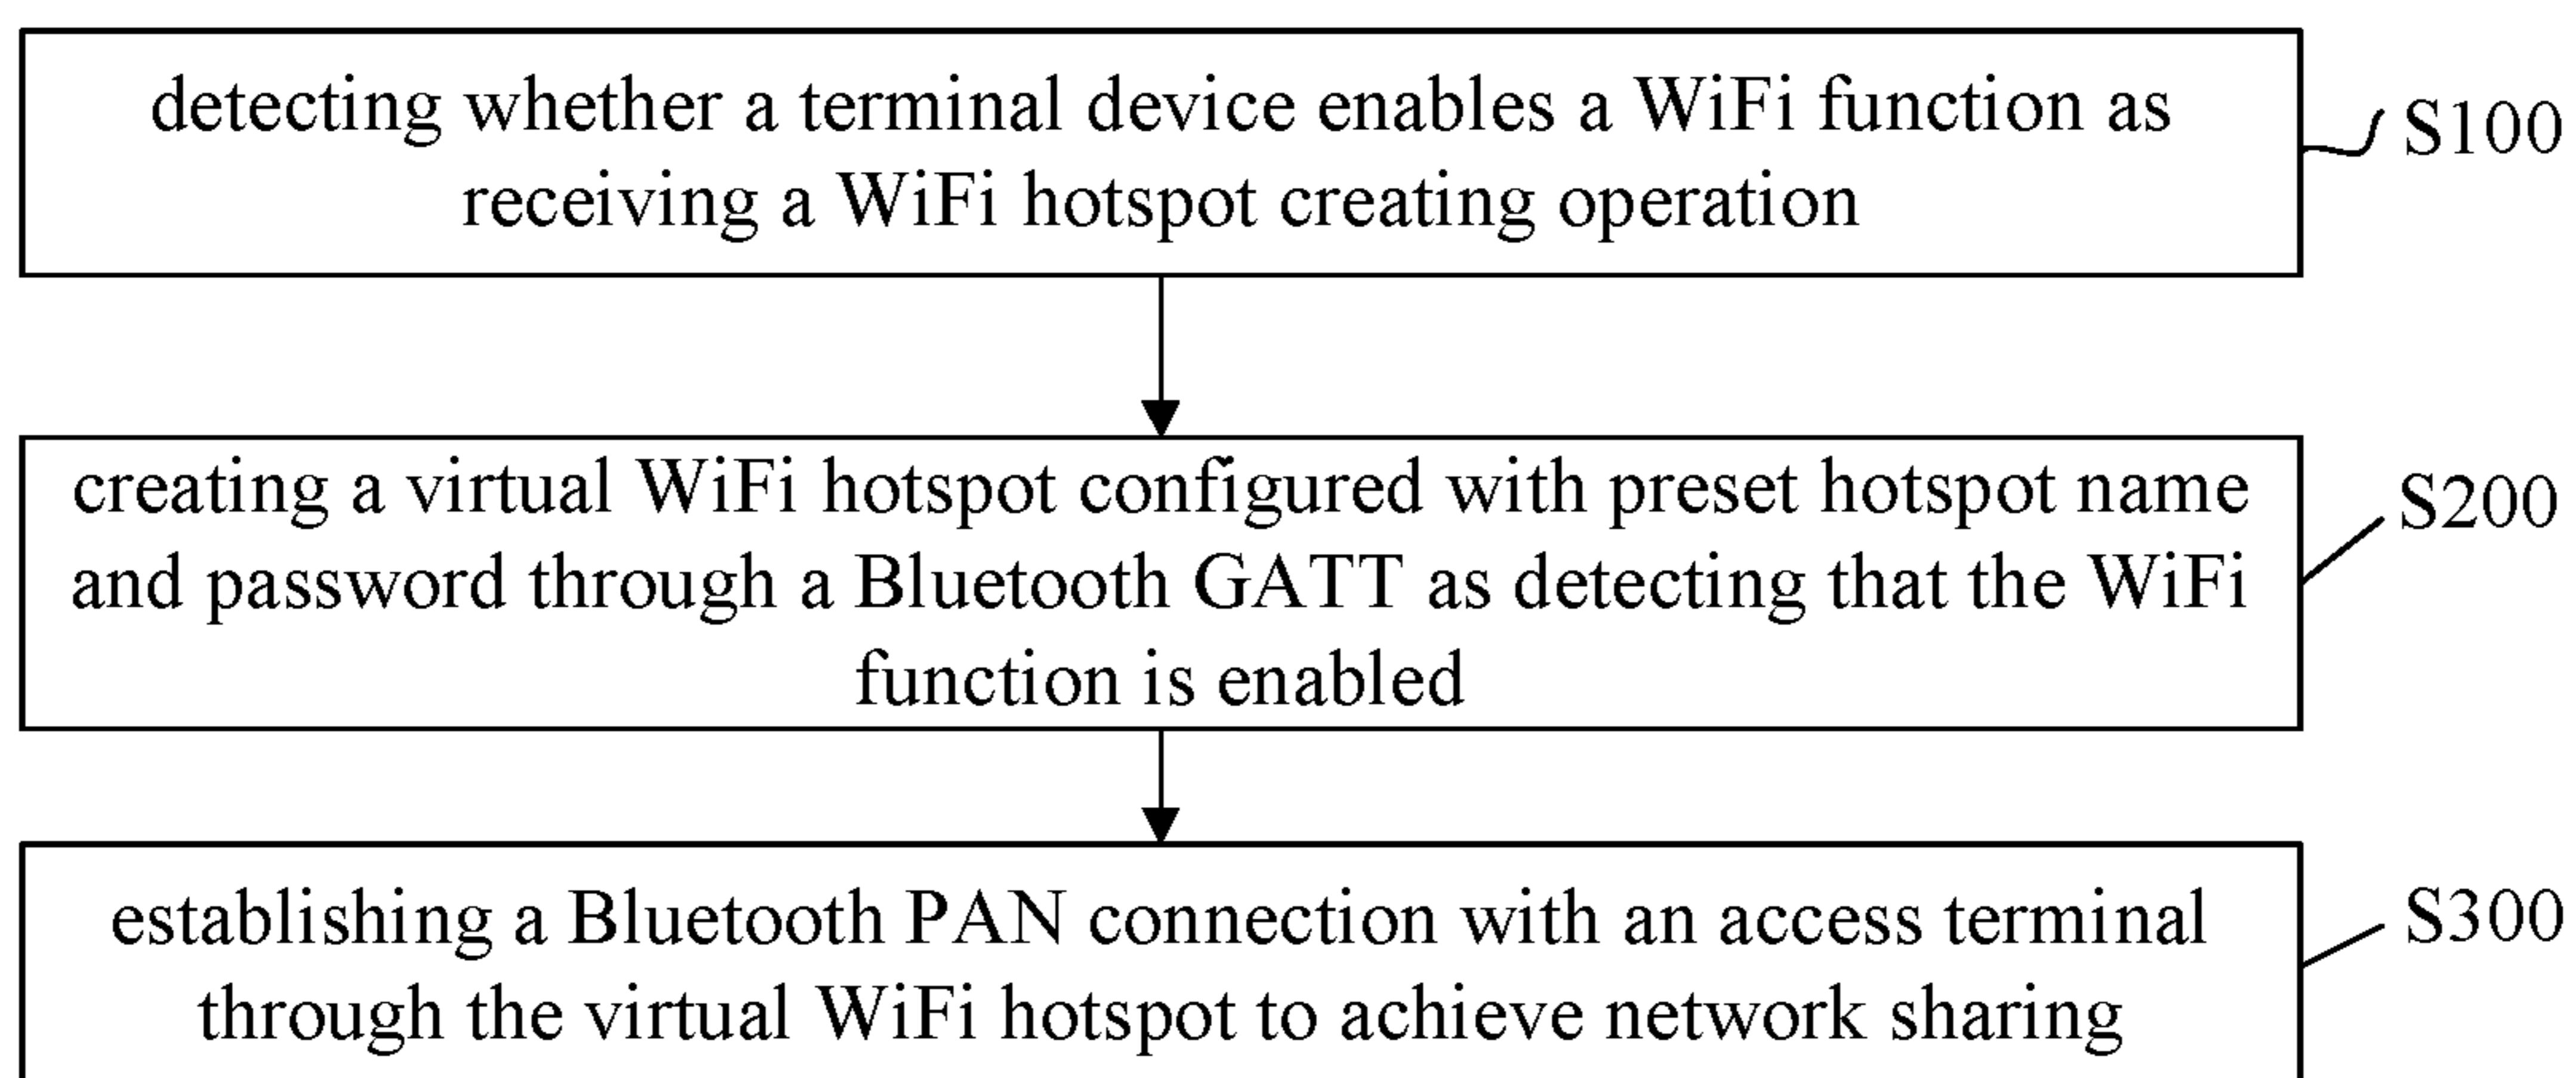 detecting whether a terminal device enables a WiFi function as
receiving a WiFi hotspot creating operation
S100
creating a virtual WiFi hotspot configured with preset hotspot name
and password through a Bluetooth GATT as detecting that the WiFi
function is enabled
S200
establishing a Bluetooth PAN connection with an access terminal
through the virtual WiFi hotspot to achieve network sharing
S300